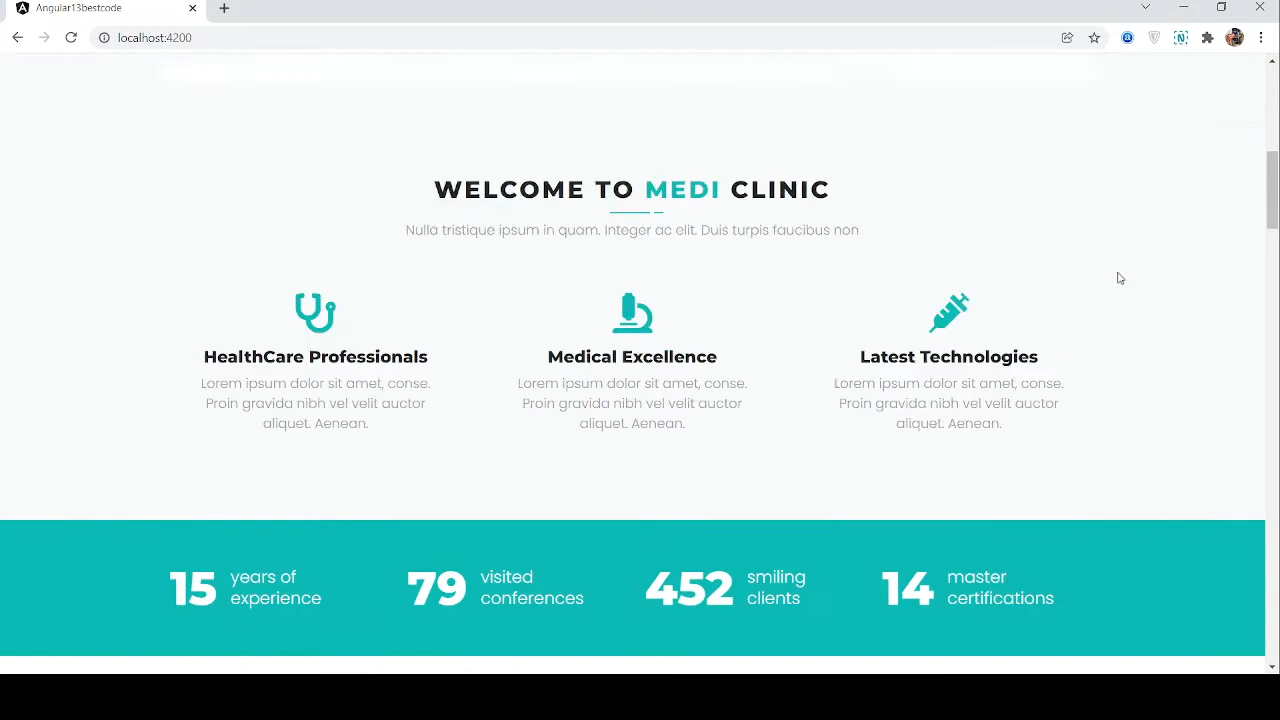 Angular13bestcode
localhost:4200
WELCOME TO MEDI CLINIC
Nulla tristique ipsum in quam. Integer ac elit. Duis turpis faucibus non
HealthCare Professionals
Lorem ipsum dolor sit amet, conse.
Proin gravida nibh vel velit auctor
aliquet. Aenean.
Medical Excellence
Lorem ipsum dolor sit amet, conse.
Proin gravida nibh vel velit auctor
aliquet. Aenean.
Latest Technologies
Lorem ipsum dolor sit amet, conse.
Proin gravida nibh vel velit auctor
aliquet. Aenean.
15 years of
experience
79 visited
conferences
452 smiling
clients
14 master
certifications